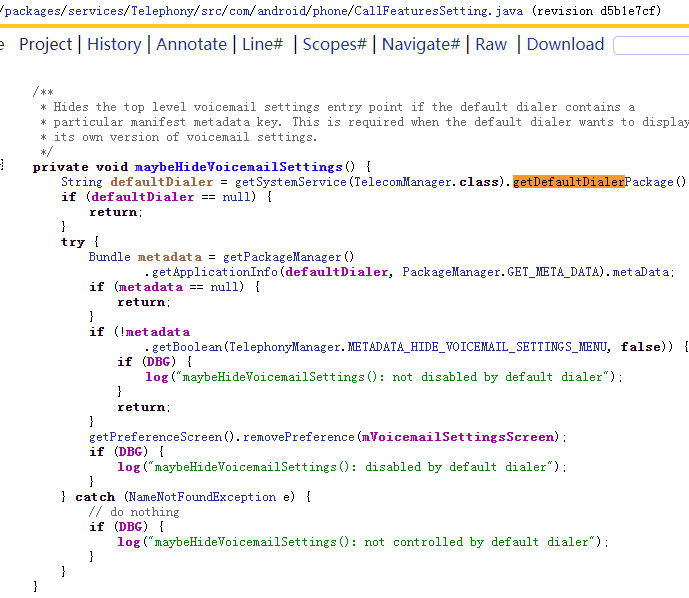 /packages/services/Telephony/src/com/android/phone/CallFeaturesSetting.java (revision d5b1e7cf)
e Project | History | Annotate | Line# | Scopes# | Navigate# | Raw | Download
/**
 * Hides the top level voicemail settings entry point if the default dialer contains a
 * particular manifest metadata key. This is required when the default dialer wants to display
 * its own version of voicemail settings.
 */
private void maybeHideVoicemailSettings() {
    String defaultDialer = getSystemService(TelecomManager.class).getDefaultDialerPackage()
    if (defaultDialer == null) {
        return;
    }
    try {
        Bundle metadata = getPackageManager()
                .getApplicationInfo(defaultDialer, PackageManager.GET_META_DATA).metaData;
        if (metadata == null) {
            return;
        }
        if (!metadata
                .getBoolean(TelephonyManager.METADATA_HIDE_VOICEMAIL_SETTINGS_MENU, false)) {
            if (DBG) {
                log("maybeHideVoicemailSettings(): not disabled by default dialer");
            }
            return;
        }
        getPreferenceScreen().removePreference(mVoicemailSettingsScreen);
        if (DBG) {
            log("maybeHideVoicemailSettings(): disabled by default dialer");
        }
    } catch (NameNotFoundException e) {
        // do nothing
        if (DBG) {
            log("maybeHideVoicemailSettings(): not controlled by default dialer");
        }
    }
}